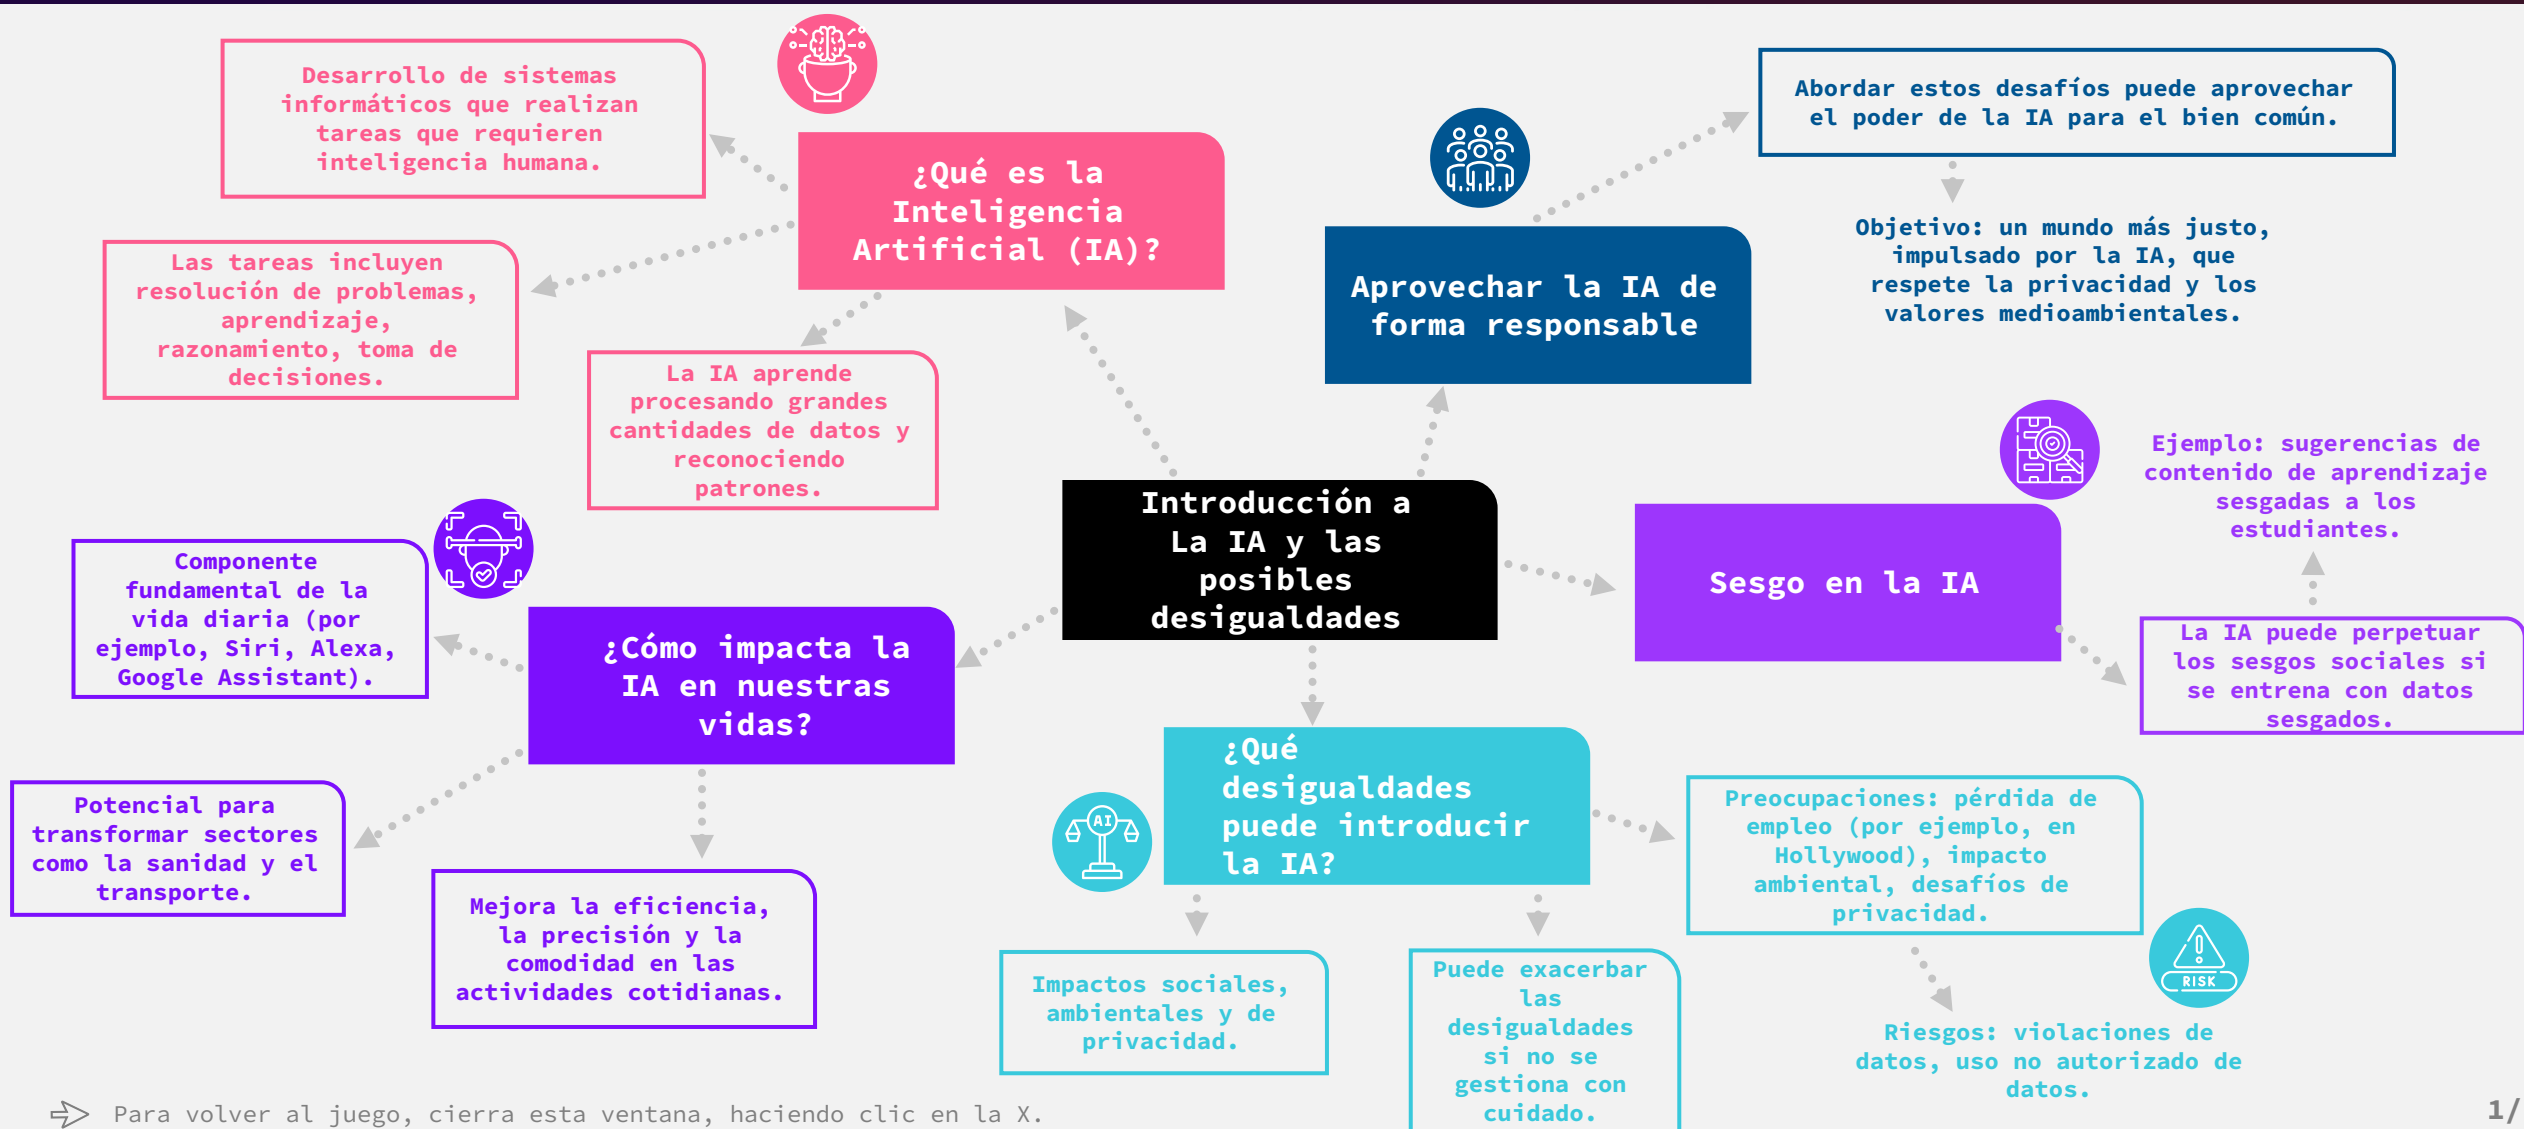 Desarrollo de sistemas
informáticos que realizan
tareas que requieren
inteligencia humana.
¿Qué es la
Inteligencia
Artificial (IA)?
Las tareas incluyen
resolución de problemas,
aprendizaje,
razonamiento, toma de
decisiones.
La IA aprende
procesando grandes
cantidades de datos y
reconociendo
patrones.
Abordar estos desafíos puede aprovechar
el poder de la IA para el bien común.
Objetivo: un mundo más justo,
impulsado por la IA, que
respete la privacidad y los
valores medioambientales.
Aprovechar la IA de
forma responsable
Introducción a
La IA y las
posibles
desigualdades
Sesgo en la IA
Ejemplo: sugerencias de
contenido de aprendizaje
sesgadas a los
estudiantes.
La IA puede perpetuar
los sesgos sociales si
se entrena con datos
sesgados.
Componente
fundamental de la
vida diaria (por
ejemplo, Siri, Alexa,
Google Assistant).
¿Cómo impacta la
IA en nuestras
vidas?
Potencial para
transformar sectores
como la sanidad y el
transporte.
Mejora la eficiencia,
la precisión y la
comodidad en las
actividades cotidianas.
¿Qué
desigualdades
puede introducir
la IA?
AI
Preocupaciones: pérdida de
empleo (por ejemplo, en
Hollywood), impacto
ambiental, desafíos de
privacidad.
RISK
Impactos sociales,
ambientales y de
privacidad.
Puede exacerbar
las
desigualdades
si no se
gestiona con
cuidado.
Riesgos: violaciones de
datos, uso no autorizado de
datos.
Para volver al juego, cierra esta ventana, haciendo clic en la X.
1/